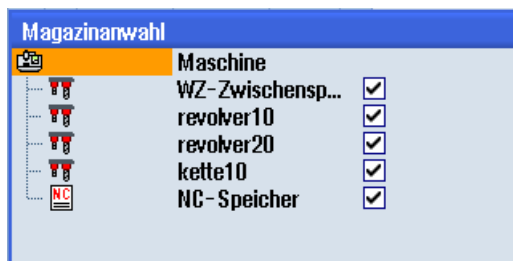 Magazinanwahl
Maschine
WZ-Zwischensp...
revolver10
revolver20
kette10
NC NC-Speicher